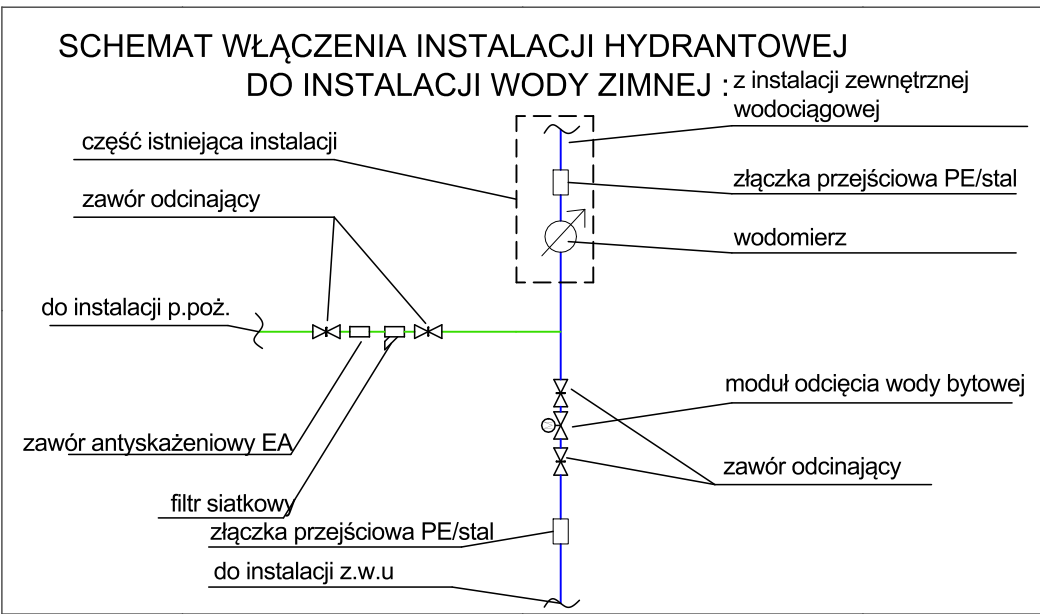 SCHEMAT WŁĄCZENIA INSTALACJI HYDRANTOWEJ
DO INSTALACJI WODY ZIMNEJ :
z instalacji zewnętrznej
wodociągowej
część istniejąca instalacji
złączka przejściowa PE/stal
zawór odcinający
wodomierz
do instalacji p.poż.
moduł odcięcia wody bytowej
zawór antyskażeniowy EA
zawór odcinający
filtr siatkowy
złączka przejściowa PE/stal
do instalacji z.w.u